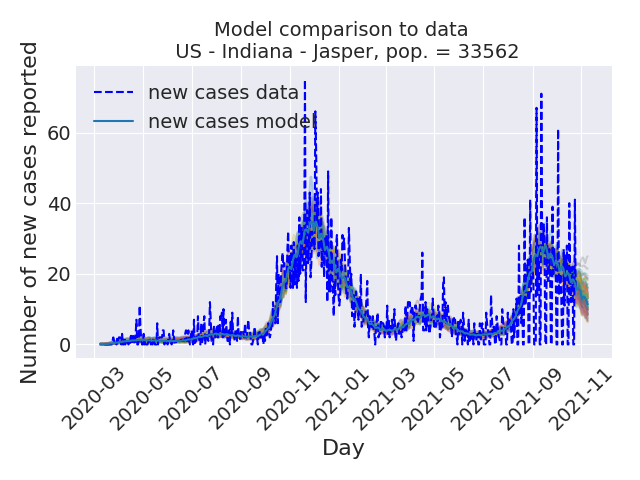 Model comparison to data
US - Indiana - Jasper, pop. = 33562
Number of new cases reported
60
40
20
0
new cases data
new cases model
2020-03
2020-05
2020-07
2020-09
2020-11
2021-01
2021-03
2021-05
2021-07
2021-09
2021-11
Day